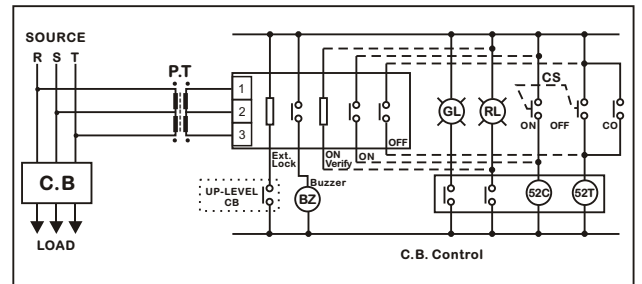 SOURCE
R S T
P.T
1
2
3
C.B
LOAD
Ext.
Lock
ON
Verify
ON
OFF
UP-LEVEL
CB
Buzzer
BZ
GL
RL
CS
ON
OFF
CO
52C
52T
C.B. Control